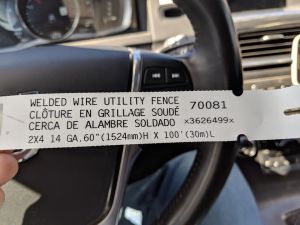 WELDED WIRE UTILITY FENCE 70081
CLÔTURE EN GRILLAGE SOUDÉ
CERCA DE ALAMBRE SOLDADO x3626499x
2X4 14 GA.60"(1524mm)H X 100'(30m)L